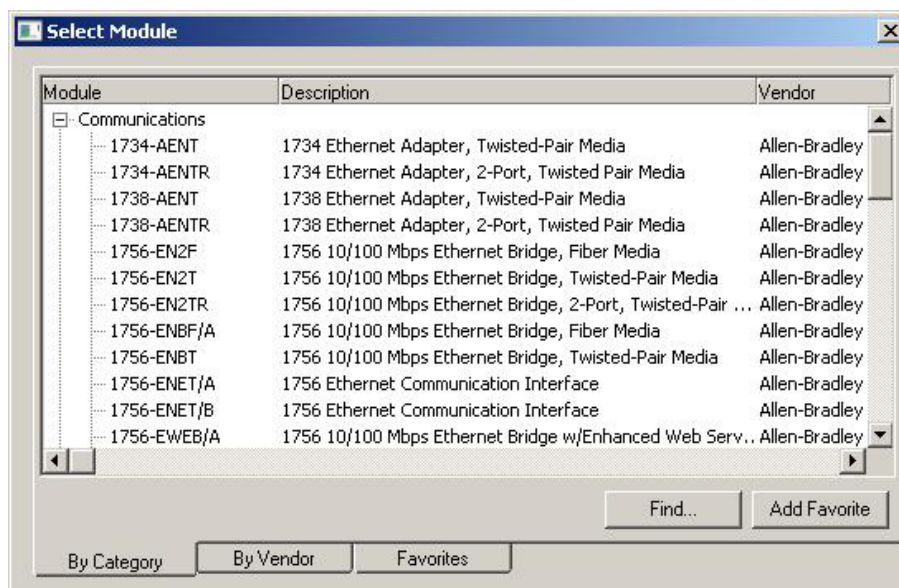 Select Module
Module Description Vendor
Communications
1734-AENT 1734 Ethernet Adapter, Twisted-Pair Media Allen-Bradley
1734-AENTR 1734 Ethernet Adapter, 2-Port, Twisted Pair Media Allen-Bradley
1738-AENT 1738 Ethernet Adapter, Twisted-Pair Media Allen-Bradley
1738-AENTR 1738 Ethernet Adapter, 2-Port, Twisted Pair Media Allen-Bradley
1756-EN2F 1756 10/100 Mbps Ethernet Bridge, Fiber Media Allen-Bradley
1756-EN2T 1756 10/100 Mbps Ethernet Bridge, Twisted-Pair Media Allen-Bradley
1756-EN2TR 1756 10/100 Mbps Ethernet Bridge, 2-Port, Twisted-Pair ... Allen-Bradley
1756-ENBF/A 1756 10/100 Mbps Ethernet Bridge, Fiber Media Allen-Bradley
1756-ENBT 1756 10/100 Mbps Ethernet Bridge, Twisted-Pair Media Allen-Bradley
1756-ENET/A 1756 Ethernet Communication Interface Allen-Bradley
1756-ENET/B 1756 Ethernet Communication Interface Allen-Bradley
1756-EWEB/A 1756 10/100 Mbps Ethernet Bridge w/Enhanced Web Serv.. Allen-Bradley
Find... Add Favorite
By Category By Vendor Favorites